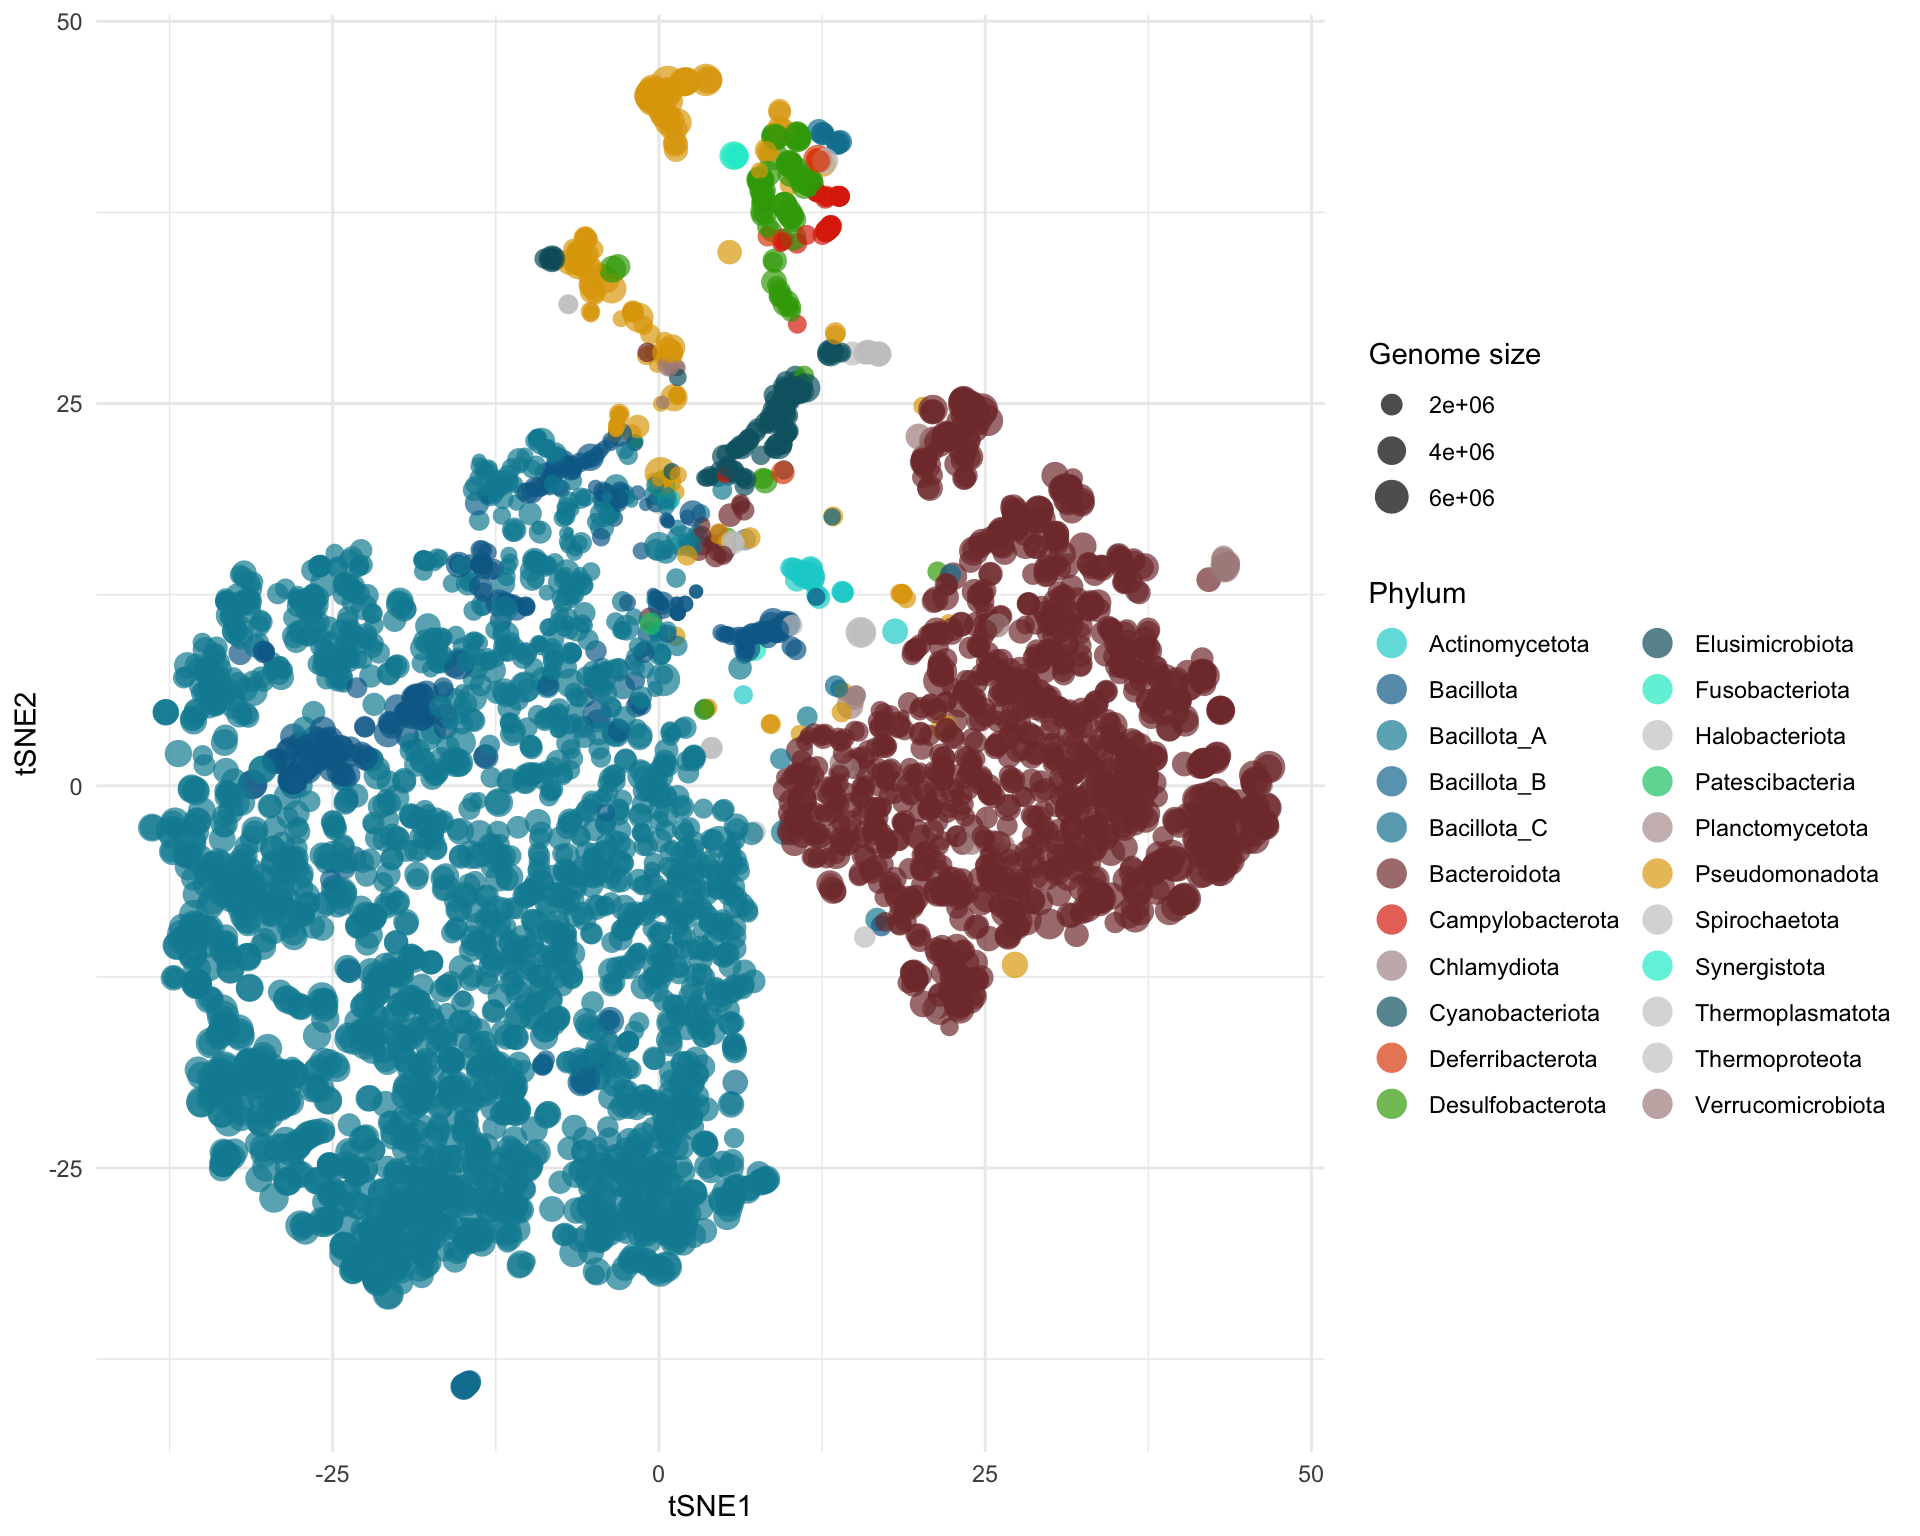 50
25
0
-25
tSNE2
-25
0
25
50
tSNE1
Genome size
2e+06
4e+06
6e+06
Phylum
Actinomycetota
Bacillota
Bacillota_A
Bacillota_B
Bacillota_C
Bacteroidota
Campylobacterota
Chlamydiota
Cyanobacteriota
Deferribacterota
Desulfobacterota
Elusimicrobiota
Fusobacteriota
Halobacteriota
Patescibacteria
Planctomycetota
Pseudomonadota
Spirochaetota
Synergistota
Thermoplasmatota
Thermoproteota
Verrucomicrobiota